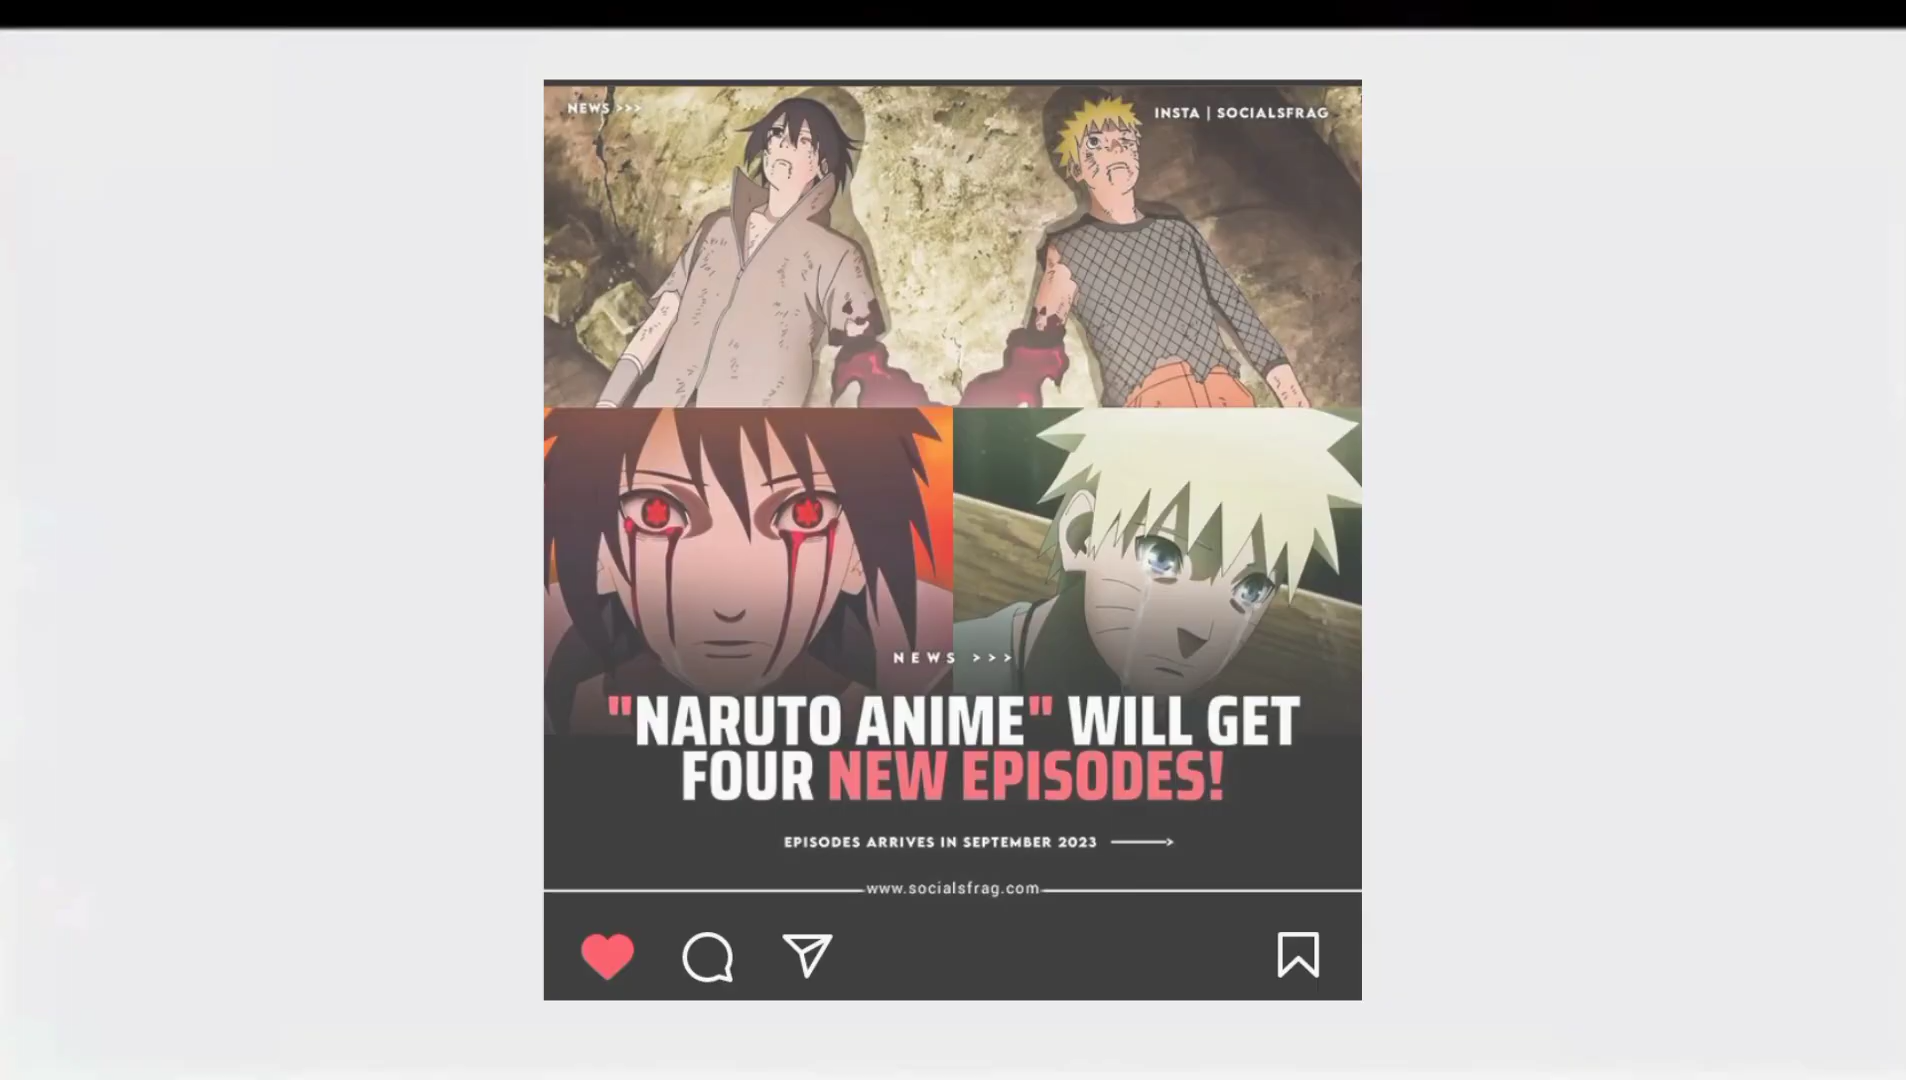 NEWS >>>
INSTA | SOCIALSFRAG
NEWS >>>
"NARUTO ANIME" WILL GET
FOUR NEW EPISODES!
EPISODES ARRIVES IN SEPTEMBER 2023
www.socialsfrag.com